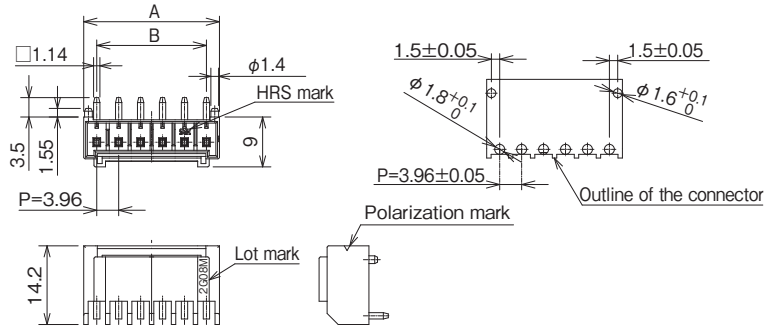 A
B
□1.14
φ1.4
HRS mark
3.5
1.55
9
P=3.96
1.5±0.05
1.5±0.05
φ1.8+0.1 0
φ1.6+0.1 0
P=3.96±0.05
Outline of the connector
Polarization mark
Lot mark
2G08M
14.2